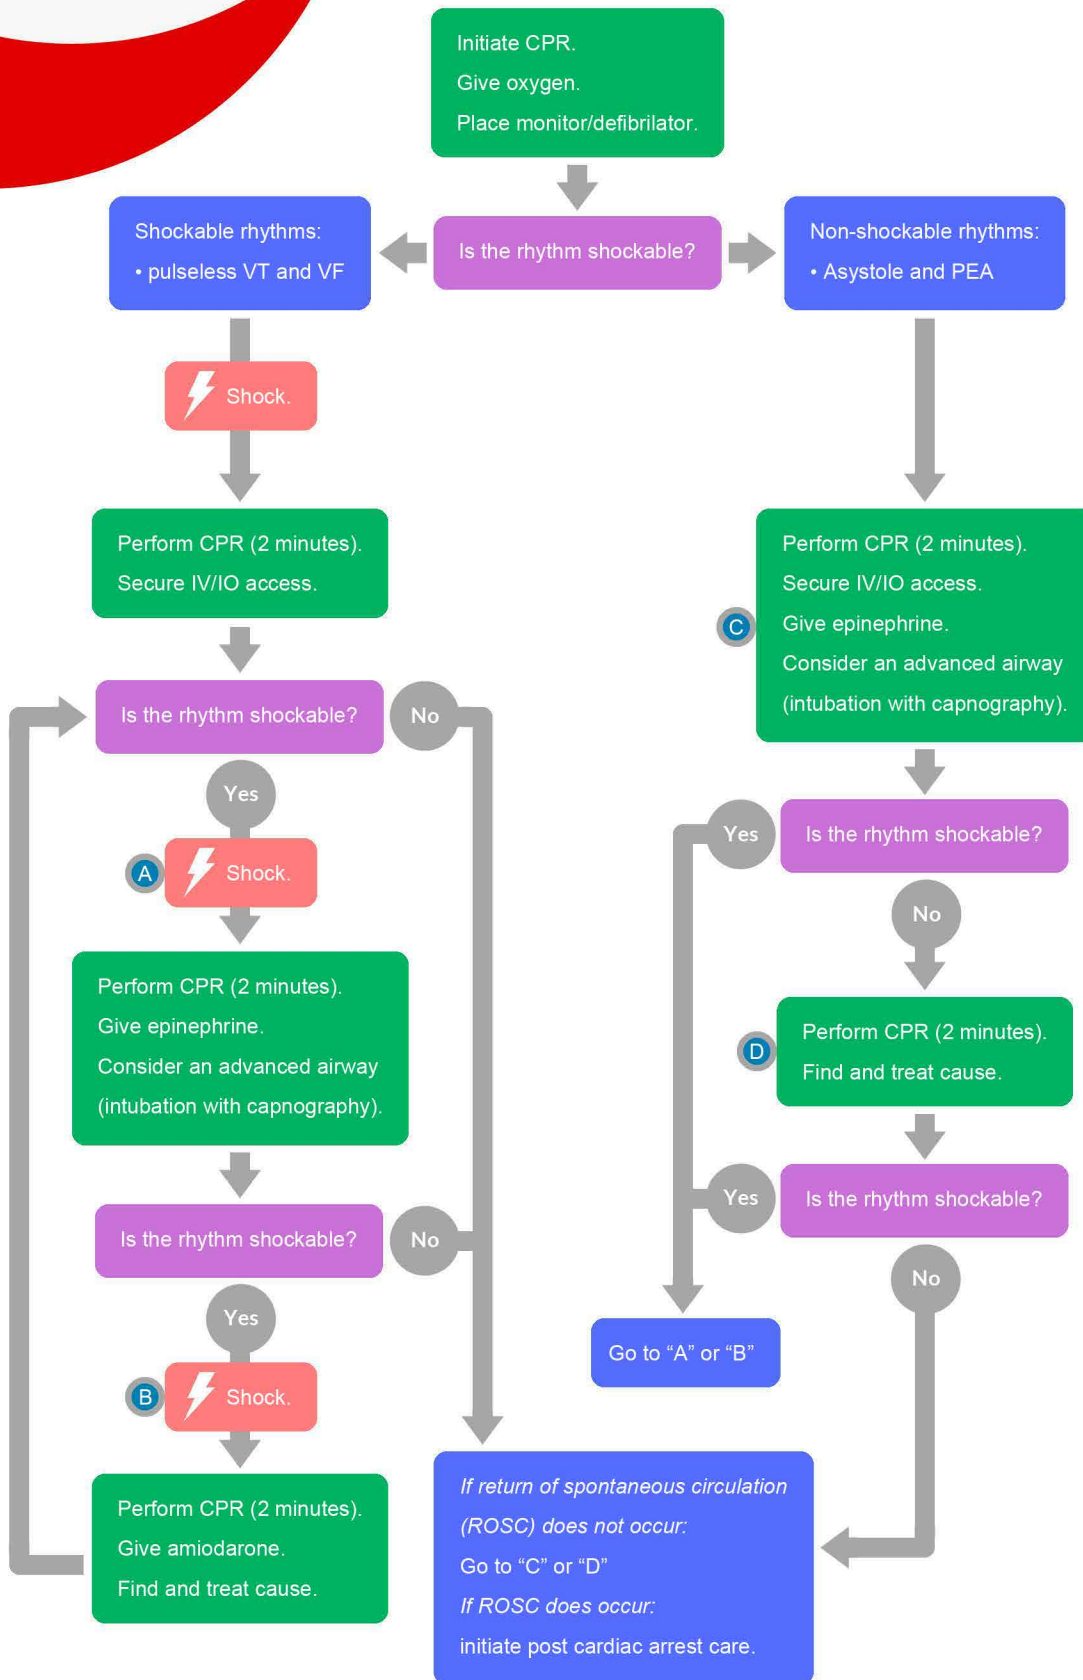 Initiate CPR.
Give oxygen.
Place monitor/defibrilator.
Shockable rhythms:
• pulseless VT and VF
Is the rhythm shockable?
Non-shockable rhythms:
• Asystole and PEA
Shock.
Perform CPR (2 minutes).
Secure IV/IO access.
Is the rhythm shockable?
No
Yes
A
Shock.
Perform CPR (2 minutes).
Give epinephrine.
Consider an advanced airway
(intubation with capnography).
Is the rhythm shockable?
No
Yes
B
Shock.
Perform CPR (2 minutes).
Give amiodarone.
Find and treat cause.
C
Perform CPR (2 minutes).
Secure IV/IO access.
Give epinephrine.
Consider an advanced airway
(intubation with capnography).
Yes
Is the rhythm shockable?
No
D
Perform CPR (2 minutes).
Find and treat cause.
Yes
Is the rhythm shockable?
No
Go to “A” or “B”
If return of spontaneous circulation
(ROSC) does not occur:
Go to “C” or “D”
If ROSC does occur:
initiate post cardiac arrest care.